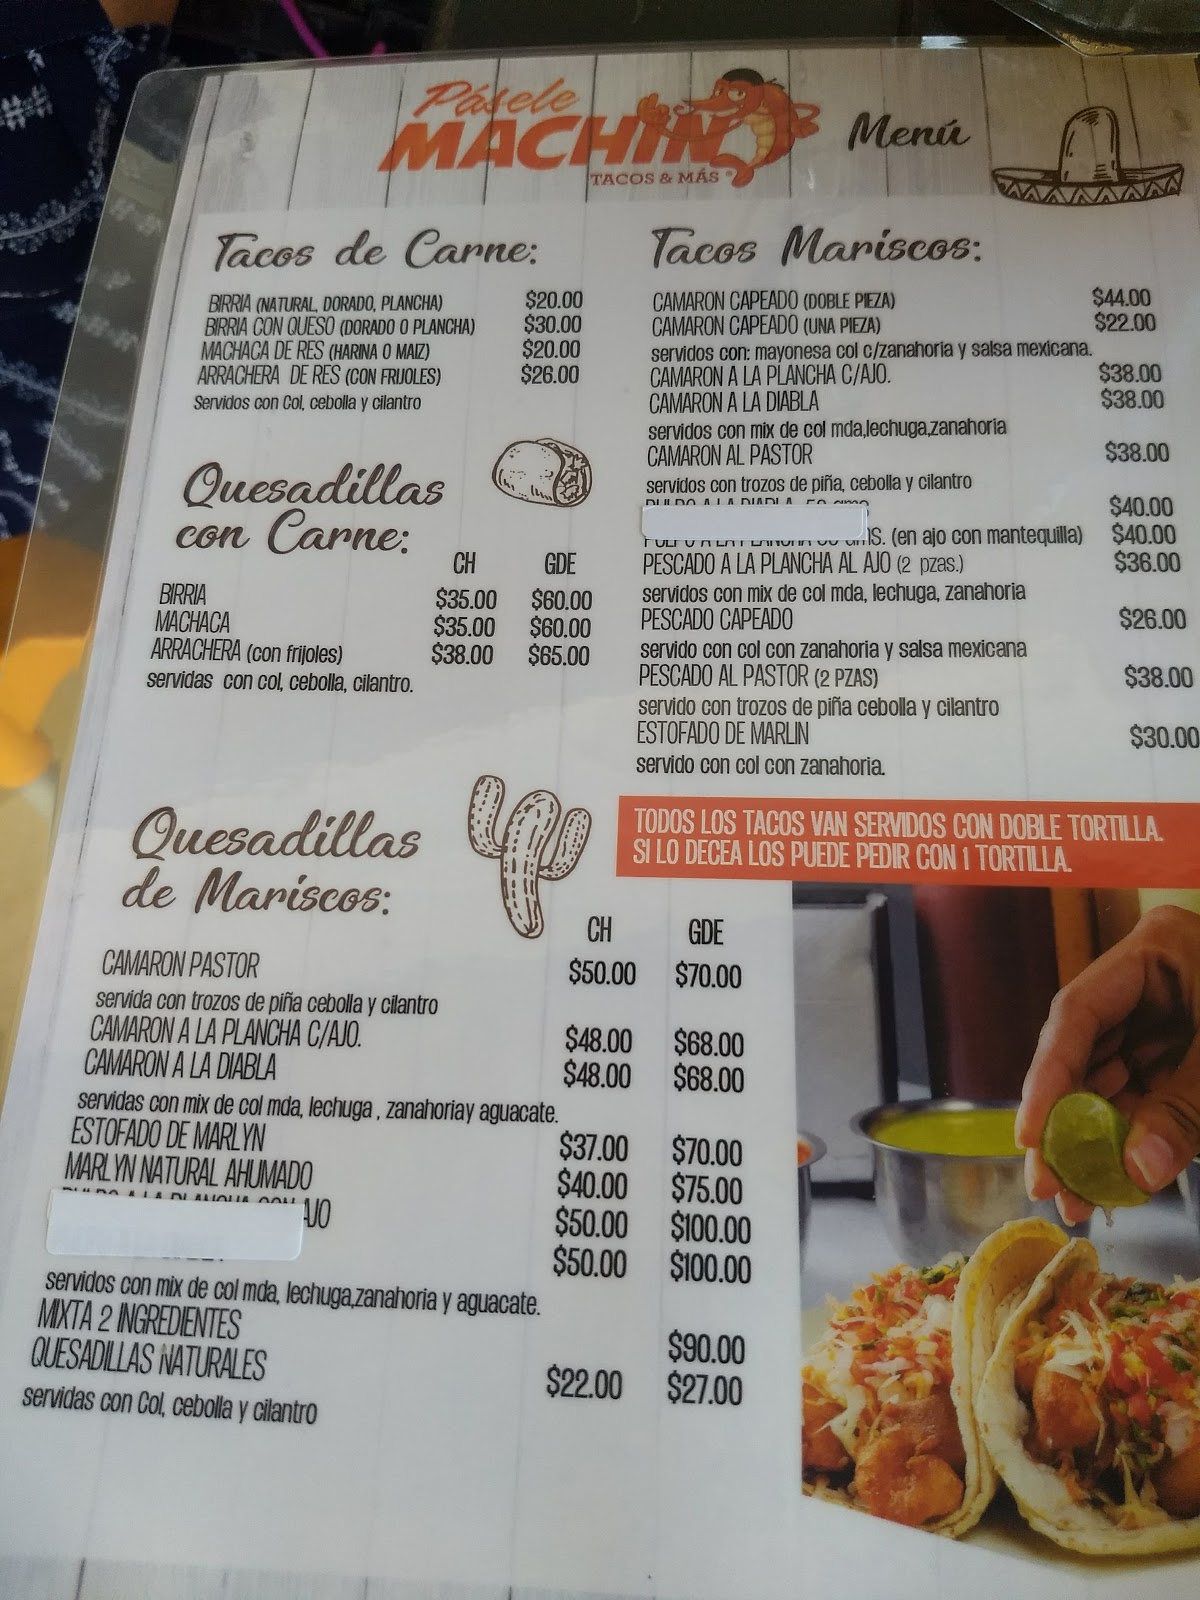 Pásele
MACHIN
TACOS & MÁS ®
Menú
Tacos de Carne:
BIRRIA (NATURAL, DORADO, PLANCHA) $20.00
BIRRIA CON QUESO (DORADO O PLANCHA) $30.00
MACHACA DE RES (HARINA O MAIZ) $20.00
ARRACHERA DE RES (CON FRIJOLES) $26.00
Servidos con Col, cebolla y cilantro
Quesadillas
con Carne:
CH GDE
BIRRIA $35.00 $60.00
MACHACA $35.00 $60.00
ARRACHERA (con frijoles) $38.00 $65.00
servidas con col, cebolla, cilantro.
Quesadillas
de Mariscos:
CH GDE
CAMARON PASTOR $50.00 $70.00
servida con trozos de piña cebolla y cilantro
CAMARON A LA PLANCHA C/AJO. $48.00 $68.00
CAMARON A LA DIABLA $48.00 $68.00
servidas con mix de col mda, lechuga , zanahoriay aguacate.
ESTOFADO DE MARLYN $37.00 $70.00
MARLYN NATURAL AHUMADO $40.00 $75.00
PULPO A LA PLANCHA CON AJO $50.00 $100.00
$50.00 $100.00
servidos con mix de col mda, lechuga,zanahoria y aguacate.
MIXTA 2 INGREDIENTES $90.00
QUESADILLAS NATURALES $22.00 $27.00
servidas con Col, cebolla y cilantro
Tacos Mariscos:
CAMARON CAPEADO (DOBLE PIEZA) $44.00
CAMARON CAPEADO (UNA PIEZA) $22.00
servidos con: mayonesa col c/zanahoria y salsa mexicana.
CAMARON A LA PLANCHA C/AJO. $38.00
CAMARON A LA DIABLA $38.00
servidos con mix de col mda,lechuga,zanahoria
CAMARON AL PASTOR $38.00
servidos con trozos de piña, cebolla y cilantro
PULPO A LA DIABLA 50 gms $40.00
PULPO A LA PLANCHA 50 GMS. (en ajo con mantequilla) $40.00
PESCADO A LA PLANCHA AL AJO (2 pzas.) $36.00
servidos con mix de col mda, lechuga, zanahoria
PESCADO CAPEADO $26.00
servido con col con zanahoria y salsa mexicana
PESCADO AL PASTOR (2 PZAS) $38.00
servido con trozos de piña cebolla y cilantro
ESTOFADO DE MARLIN $30.00
servido con col con zanahoria.
TODOS LOS TACOS VAN SERVIDOS CON DOBLE TORTILLA.
SI LO DECEA LOS PUEDE PEDIR CON 1 TORTILLA.